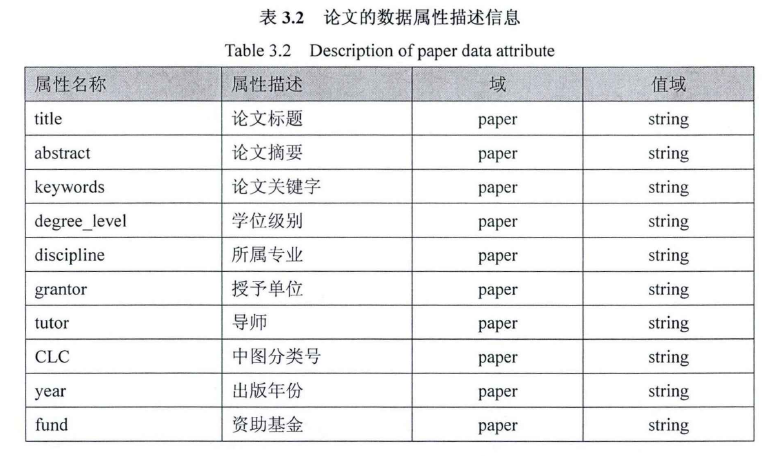 表 3.2 论文的数据属性描述信息
Table 3.2 Description of paper data attribute
属性名称 属性描述 域 值域
title 论文标题 paper string
abstract 论文摘要 paper string
keywords 论文关键字 paper string
degree_level 学位级别 paper string
discipline 所属专业 paper string
grantor 授予单位 paper string
tutor 导师 paper string
CLC 中图分类号 paper string
year 出版年份 paper string
fund 资助基金 paper string